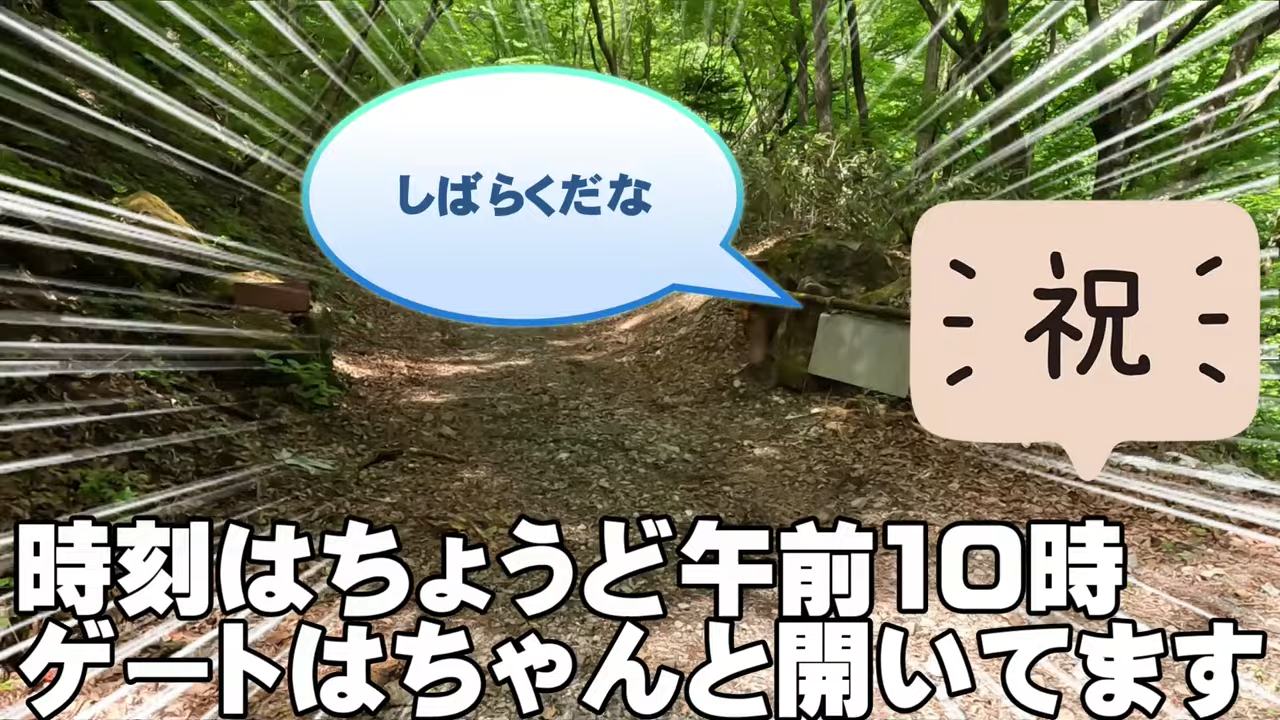 しばらくだな
祝
時刻はちょうど午前10時
ゲートはちゃんと開いてます